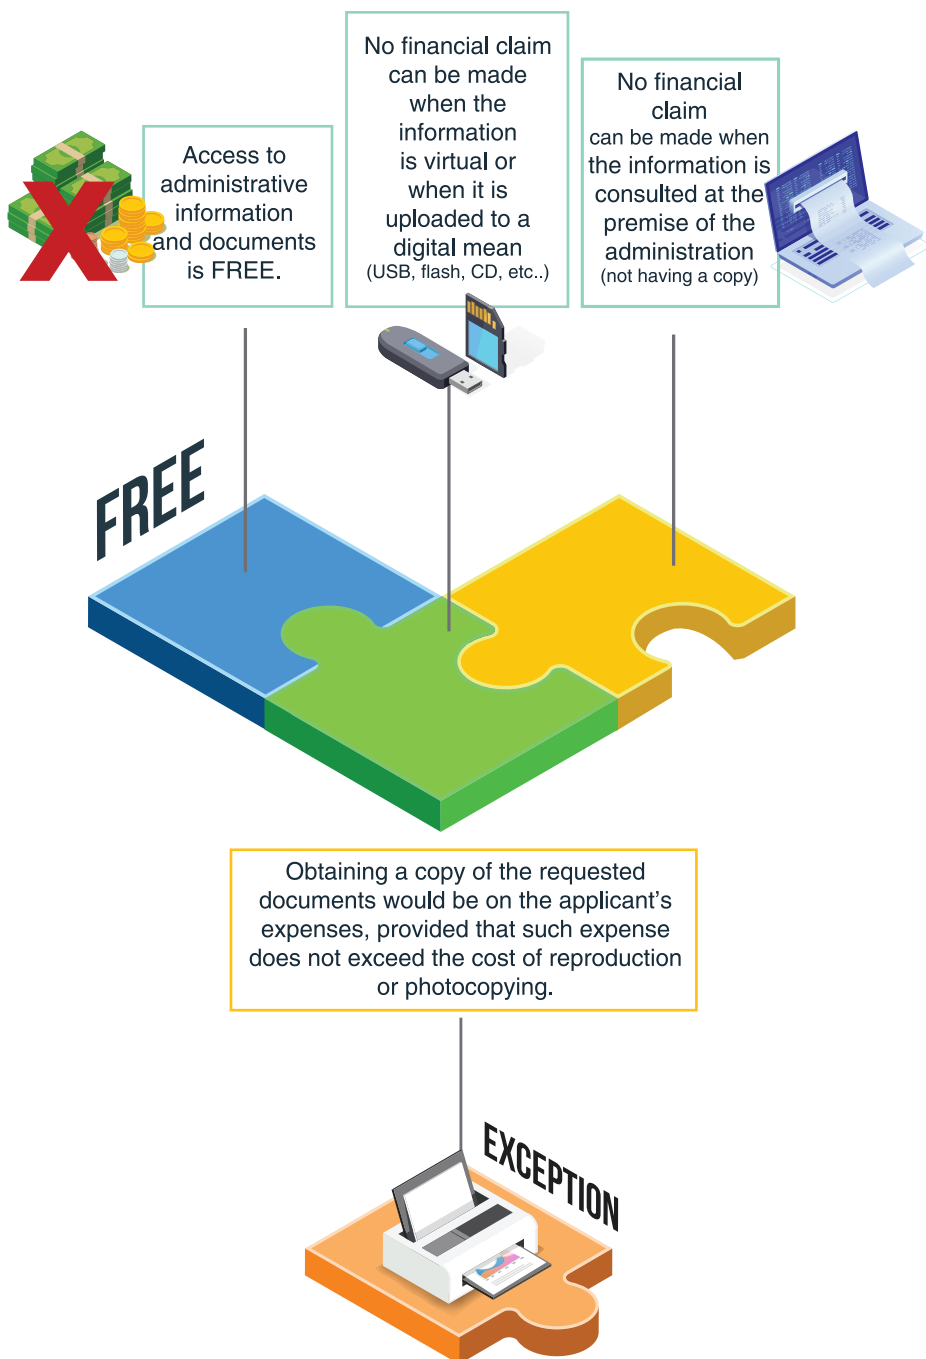 Access to
administrative
information
and documents
is FREE.
No financial claim
can be made
when the
information
is virtual or
when it is
uploaded to a
digital mean
(USB, flash, CD, etc..)
No financial
claim
can be made when
the information is
consulted at the
premise of the
administration
(not having a copy)
FREE
Obtaining a copy of the requested
documents would be on the applicant’s
expenses, provided that such expense
does not exceed the cost of reproduction
or photocopying.
EXCEPTION